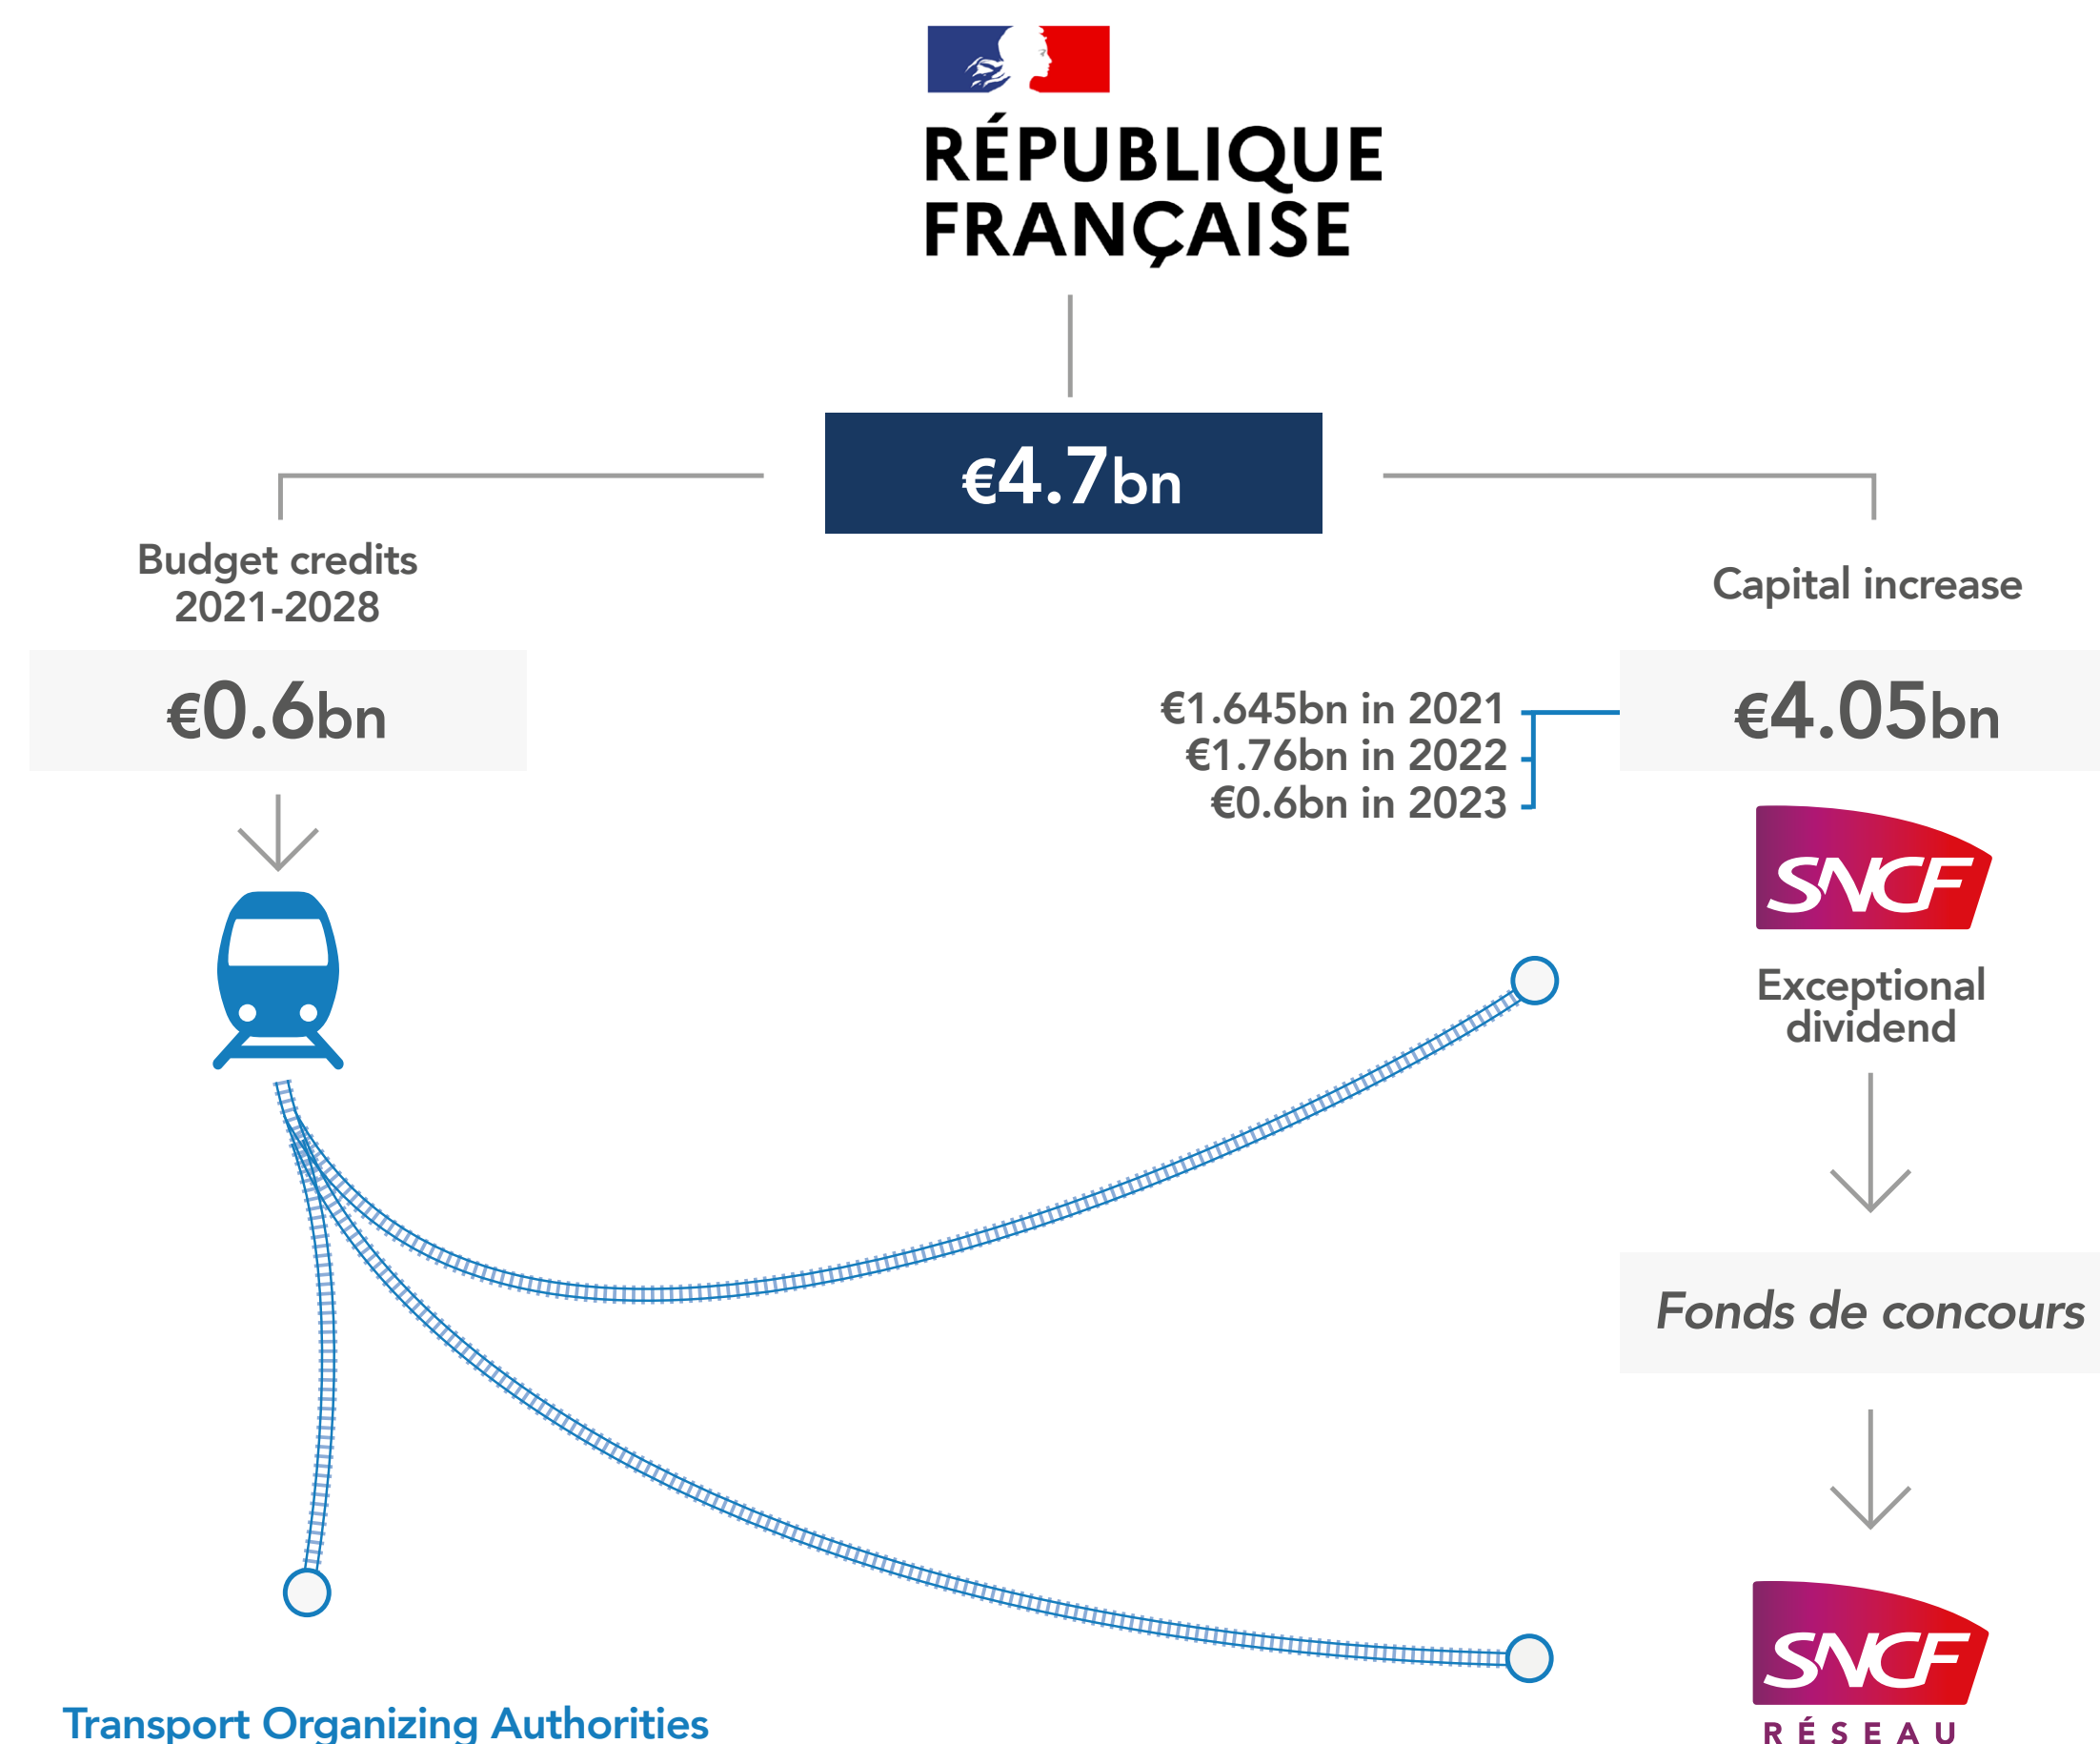 RÉPUBLIQUE
FRANÇAISE
€4.7bn
Budget credits
2021-2028
€0.6bn
Capital increase
€4.05bn
€1.645bn in 2021
€1.76bn in 2022
€0.6bn in 2023
SNCF
Exceptional
dividend
Fonds de concours
SNCF
RÉSEAU
Transport Organizing Authorities